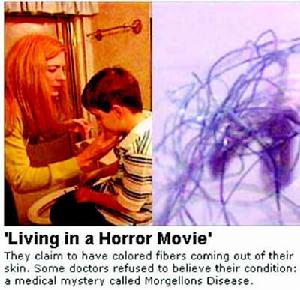 'Living in a Horror Movie'
They claim to have colored fibers coming out of their
skin. Some doctors refused to believe their condition:
a medical mystery called Morgellons Disease.